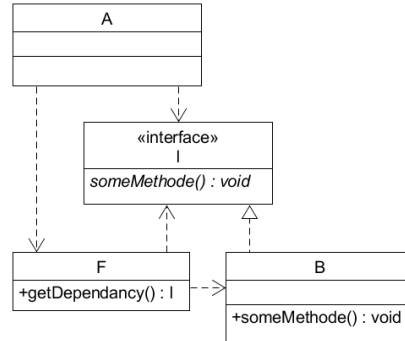 A
«interface»
I
someMethode() : void
F
+getDependancy() : I
B
+someMethode() : void